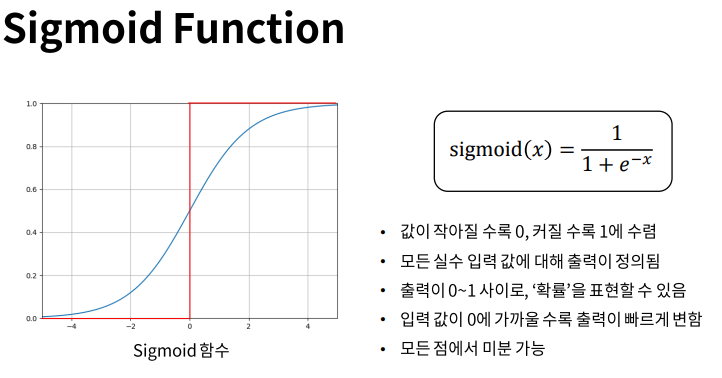 Sigmoid Function
1.0
0.8
0.6
0.4
0.2
0.0
−4 −2 0 2 4
Sigmoid 함수
sigmoid(x) = 1 / (1 + e^{−x})
• 값이 작아질 수록 0, 커질 수록 1에 수렴
• 모든 실수 입력 값에 대해 출력이 정의됨
• 출력이 0~1 사이로, ‘확률’을 표현할 수 있음
• 입력 값이 0에 가까울 수록 출력이 빠르게 변함
• 모든 점에서 미분 가능